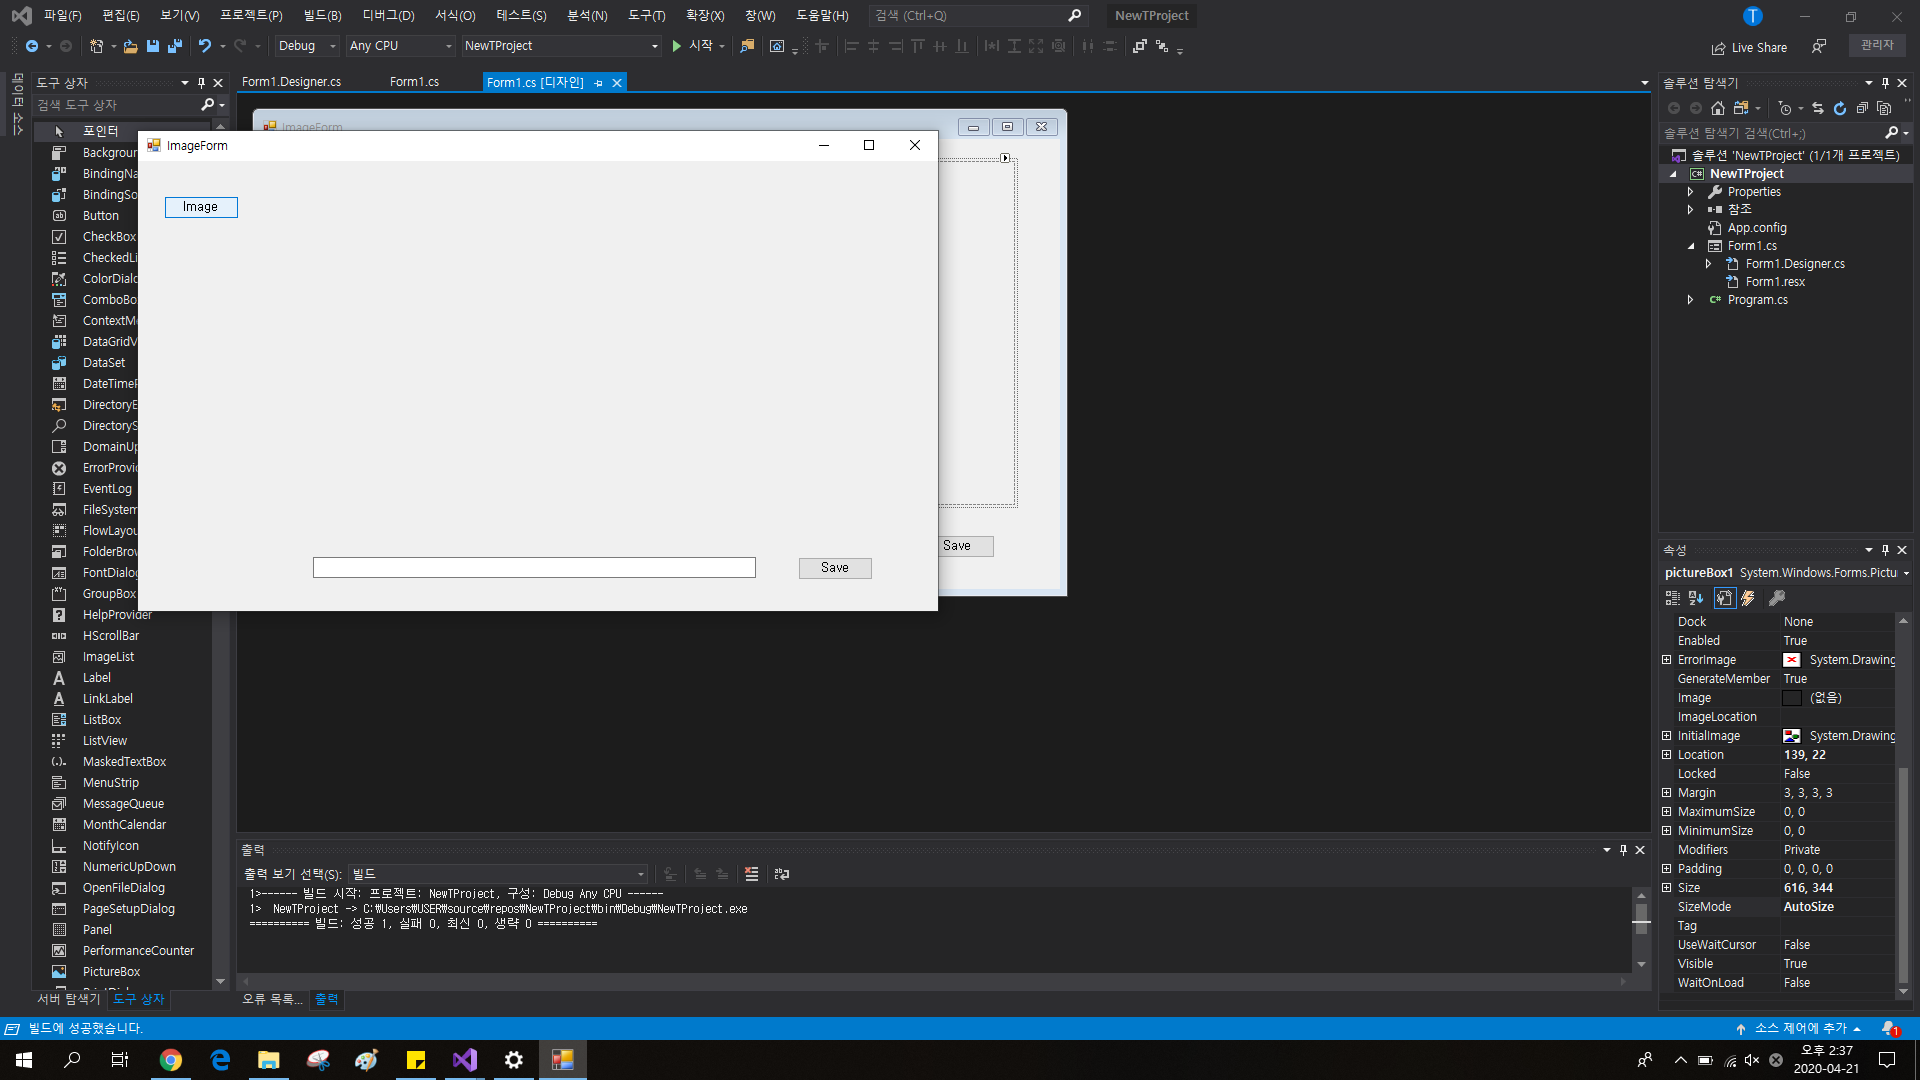 파일(F) 편집(E) 보기(V) 프로젝트(P) 빌드(B) 디버그(D) 서식(O) 테스트(S) 분석(N) 도구(T) 확장(X) 창(W) 도움말(H) 검색 (Ctrl+Q) NewTProject
T
Debug Any CPU NewTProject 시작 Live Share 관리자
도구 상자
검색 도구 상자
포인터
Backgroun
BindingNa
BindingSo
Button
CheckBox
CheckedLi
ColorDialo
ComboBo
ContextM
DataGridV
DataSet
DateTimeP
DirectoryE
DirectoryS
DomainUp
ErrorProvid
EventLog
FileSystem
FlowLayou
FolderBrow
FontDialog
GroupBox
HelpProvider
HScrollBar
ImageList
Label
LinkLabel
ListBox
ListView
MaskedTextBox
MenuStrip
MessageQueue
MonthCalendar
NotifyIcon
NumericUpDown
OpenFileDialog
PageSetupDialog
Panel
PerformanceCounter
PictureBox
서버 탐색기 도구 상자
Form1.Designer.cs Form1.cs Form1.cs [디자인]
ImageForm
Save
ImageForm
Image
Save
출력
출력 보기 선택(S): 빌드
1>------ 빌드 시작: 프로젝트: NewTProject, 구성: Debug Any CPU ------
1>  NewTProject -> C:₩Users₩USER₩source₩repos₩NewTProject₩bin₩Debug₩NewTProject.exe
========== 빌드: 성공 1, 실패 0, 최신 0, 생략 0 ==========
오류 목록... 출력
솔루션 탐색기
솔루션 탐색기 검색(Ctrl+;)
솔루션 'NewTProject' (1/1개 프로젝트)
NewTProject
Properties
참조
App.config
Form1.cs
Form1.Designer.cs
Form1.resx
Program.cs
속성
pictureBox1 System.Windows.Forms.Pictu
Dock None
Enabled True
ErrorImage System.Drawing
GenerateMember True
Image (없음)
ImageLocation
InitialImage System.Drawing
Location 139, 22
Locked False
Margin 3, 3, 3, 3
MaximumSize 0, 0
MinimumSize 0, 0
Modifiers Private
Padding 0, 0, 0, 0
Size 616, 344
SizeMode AutoSize
Tag
UseWaitCursor False
Visible True
WaitOnLoad False
빌드에 성공했습니다. 소스 제어에 추가 1
오후 2:37
2020-04-21